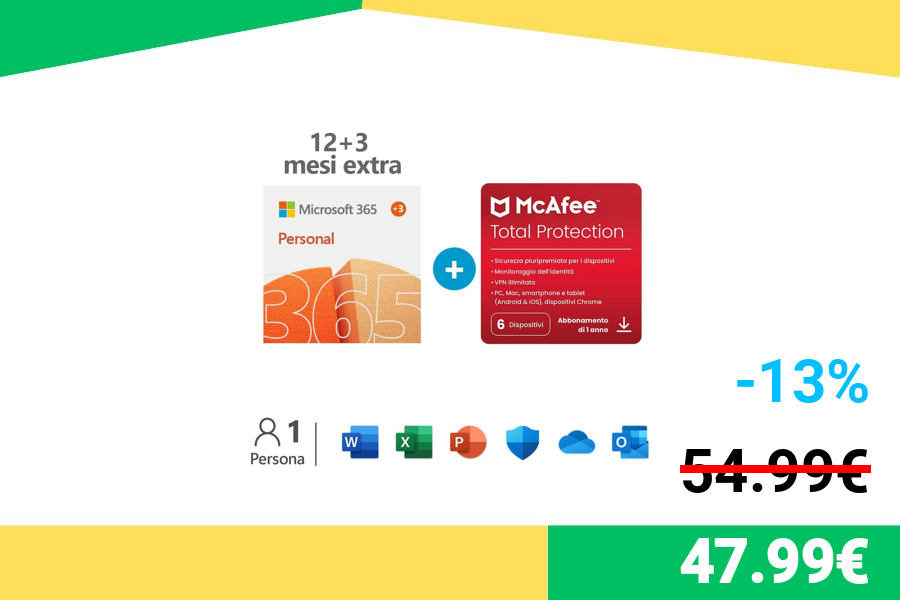 12+3
mesi extra
Microsoft 365 +3
Personal
365
+
McAfee™
Total Protection
• Sicurezza pluripremiata per i dispositivi
• Monitoraggio dell'identità
• VPN illimitata
• PC, Mac, smartphone e tablet
(Android & iOS), dispositivi Chrome
6 Dispositivi
Abbonamento
di 1 anno
-13%
1
Persona
W X P O
54.99€
47.99€